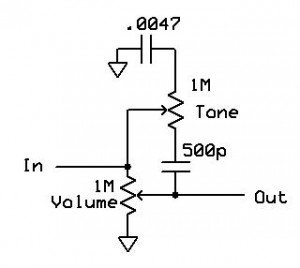 .0047
1M
Tone
500p
In
1M
Volume
Out